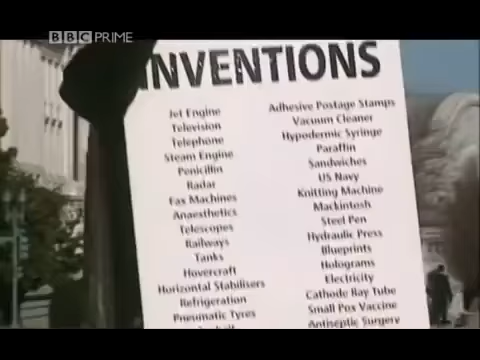 BBC PRIME
INVENTIONS
Jet Engine
Television
Telephone
Steam Engine
Penicillin
Radar
Fax Machines
Anaesthetics
Telescopes
Railways
Tanks
Hovercraft
Horizontal Stabilisers
Refrigeration
Pneumatic Tyres
Adhesive Postage Stamps
Vacuum Cleaner
Hypodermic Syringe
Paraffin
Sandwiches
US Navy
Knitting Machine
Mackintosh
Steel Pen
Hydraulic Press
Blueprints
Holograms
Electricity
Cathode Ray Tube
Small Pox Vaccine
Antiseptic Surgery